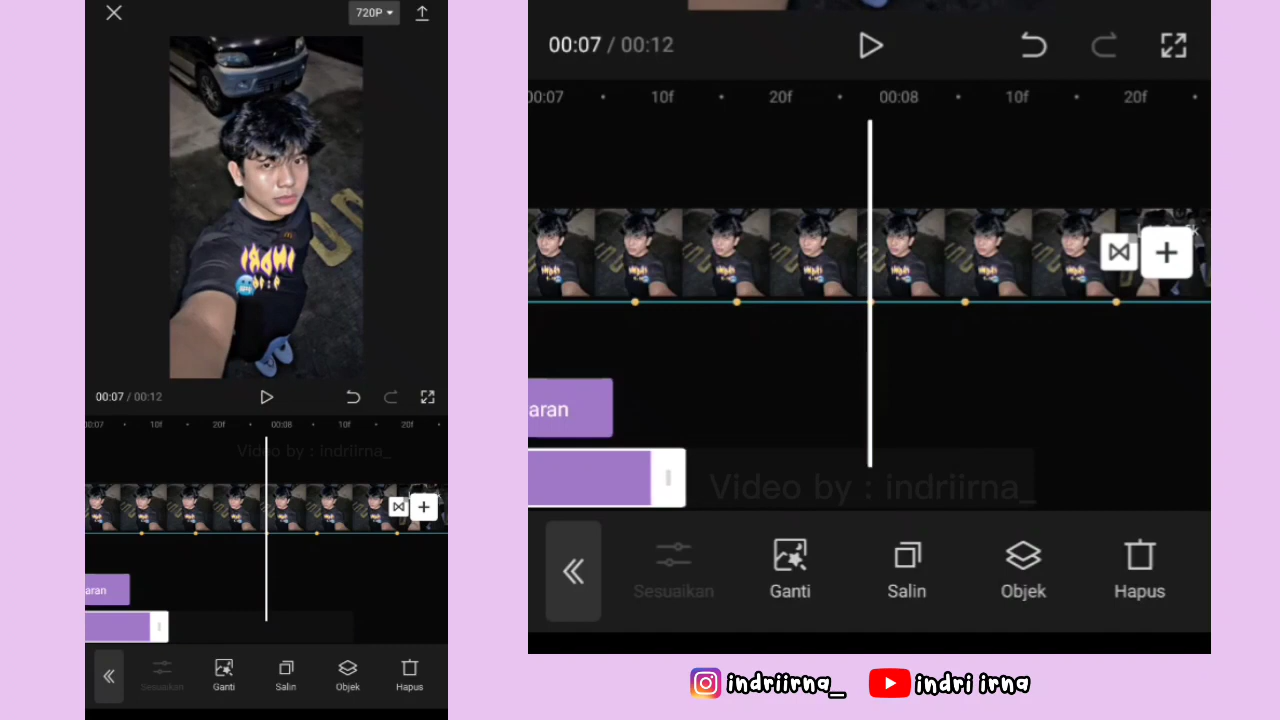 720P
INDRI
00:07 / 00:12
00:07 10f 20f 00:08 10f 20f
Video by : indriirna_
aran
Sesuaikan Ganti Salin Objek Hapus
00:07 / 00:12
00:07 10f 20f 00:08 10f 20f
aran
Video by : indriirna_
Sesuaikan Ganti Salin Objek Hapus
indriirna_ indri irna